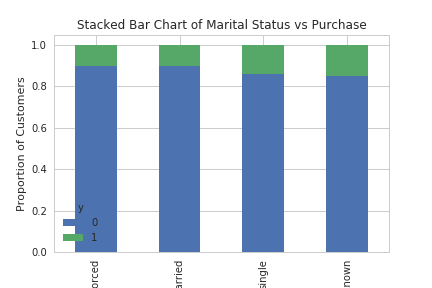 Stacked Bar Chart of Marital Status vs Purchase
Proportion of Customers
1.0
0.8
0.6
0.4
0.2
0.0
y
0
1
orced
arried
single
nown